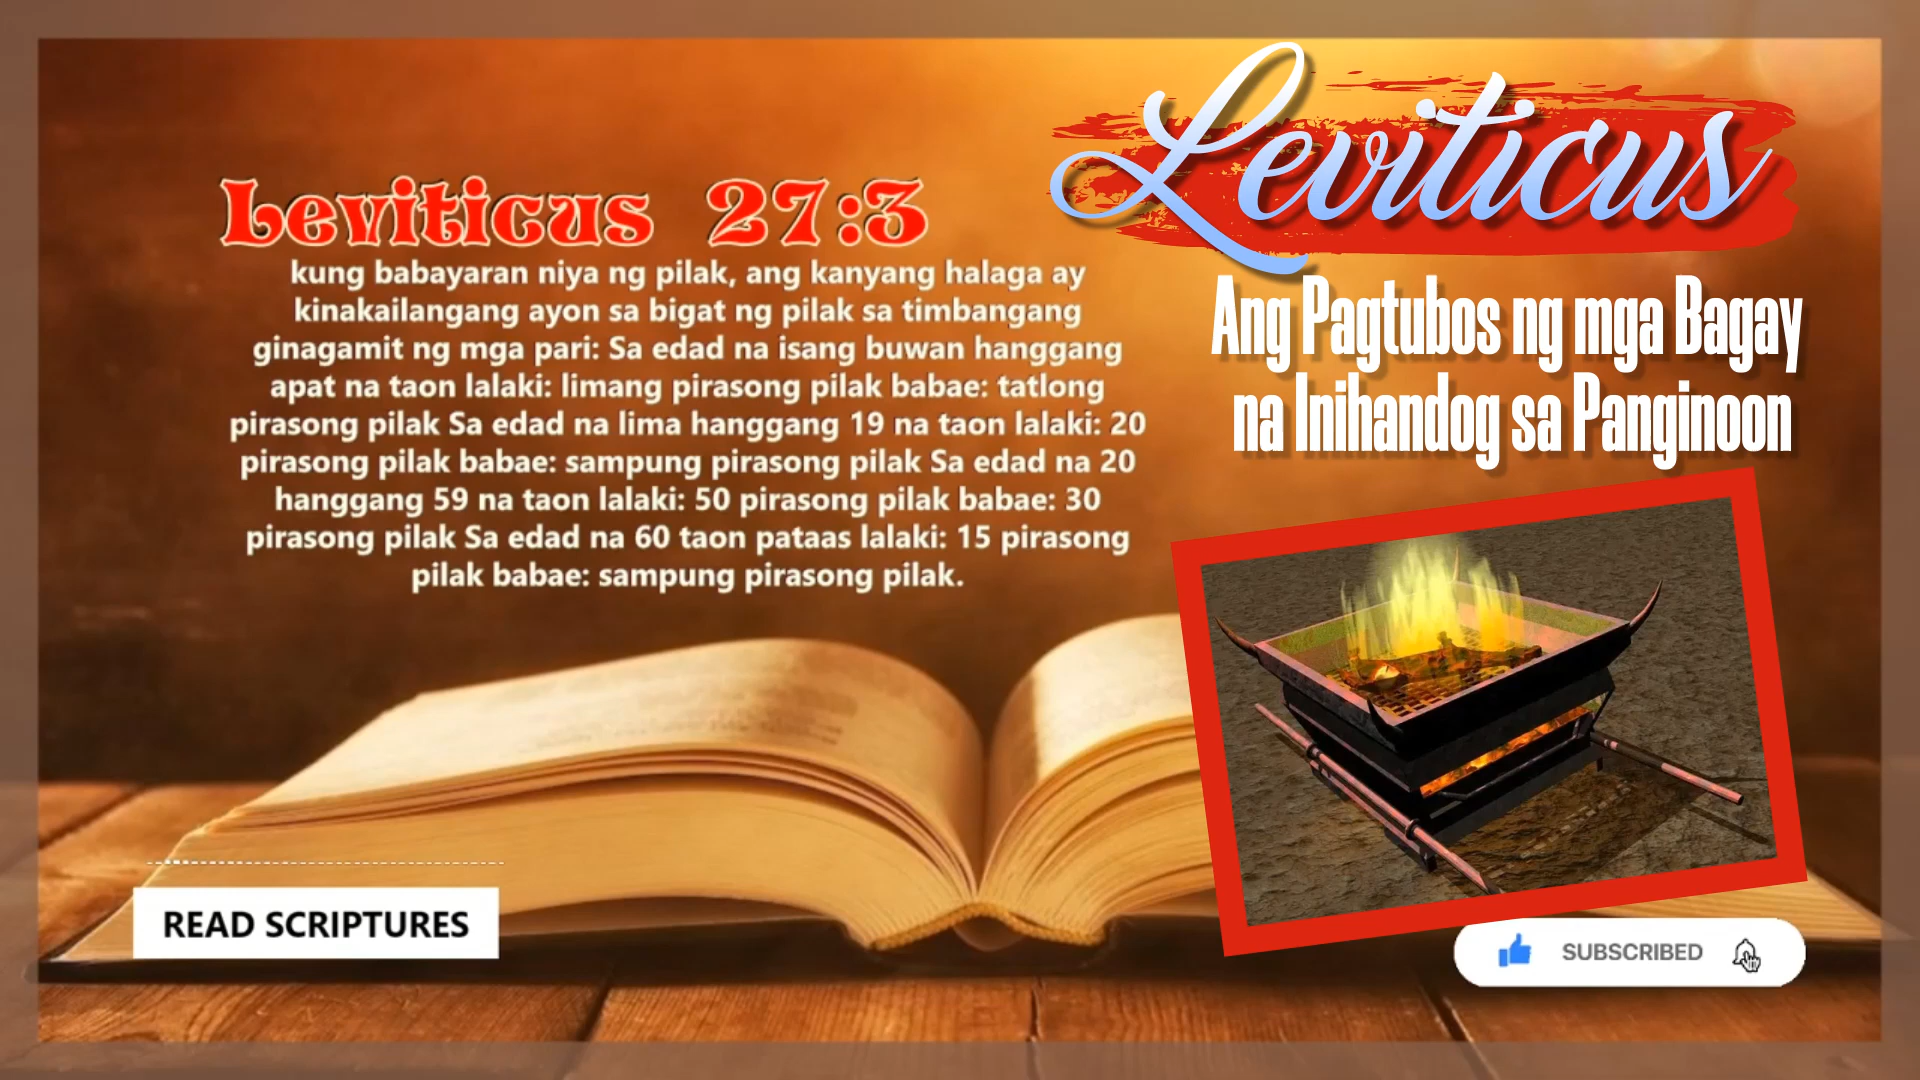 Leviticus
Leviticus 27:3
kung babayaran niya ng pilak, ang kanyang halaga ay
kinakailangang ayon sa bigat ng pilak sa timbangang
ginagamit ng mga pari: Sa edad na isang buwan hanggang
apat na taon lalaki: limang pirasong pilak babae: tatlong
pirasong pilak Sa edad na lima hanggang 19 na taon lalaki: 20
pirasong pilak babae: sampung pirasong pilak Sa edad na 20
hanggang 59 na taon lalaki: 50 pirasong pilak babae: 30
pirasong pilak Sa edad na 60 taon pataas lalaki: 15 pirasong
pilak babae: sampung pirasong pilak.
Ang Pagtubos ng mga Bagay
na Inihandog sa Panginoon
READ SCRIPTURES
SUBSCRIBED